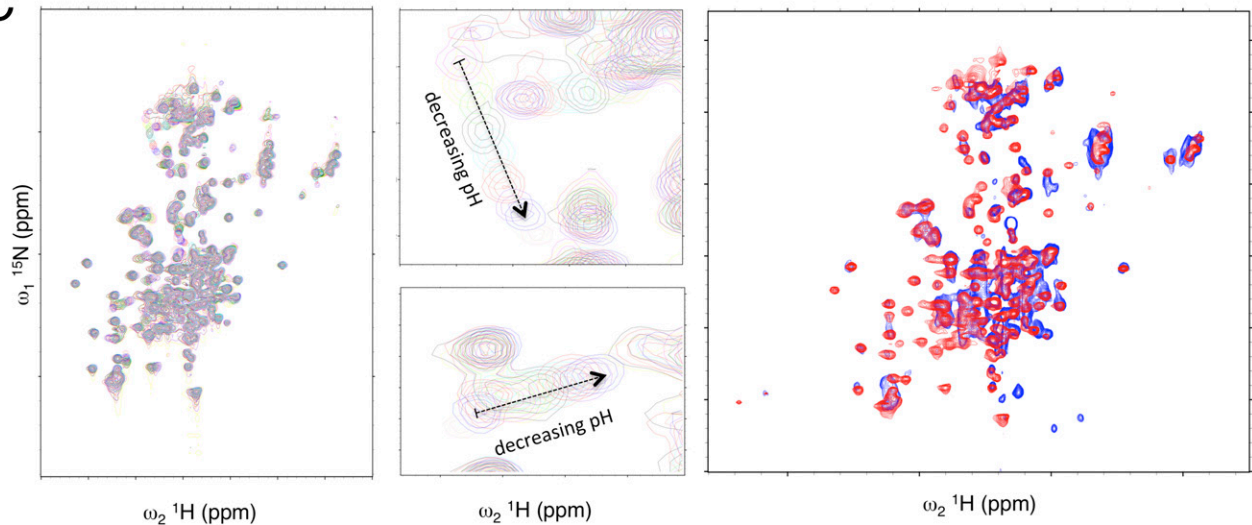 ω₁ ¹⁵N (ppm)
decreasing pH
decreasing pH
ω₂ ¹H (ppm)
ω₂ ¹H (ppm)
ω₂ ¹H (ppm)